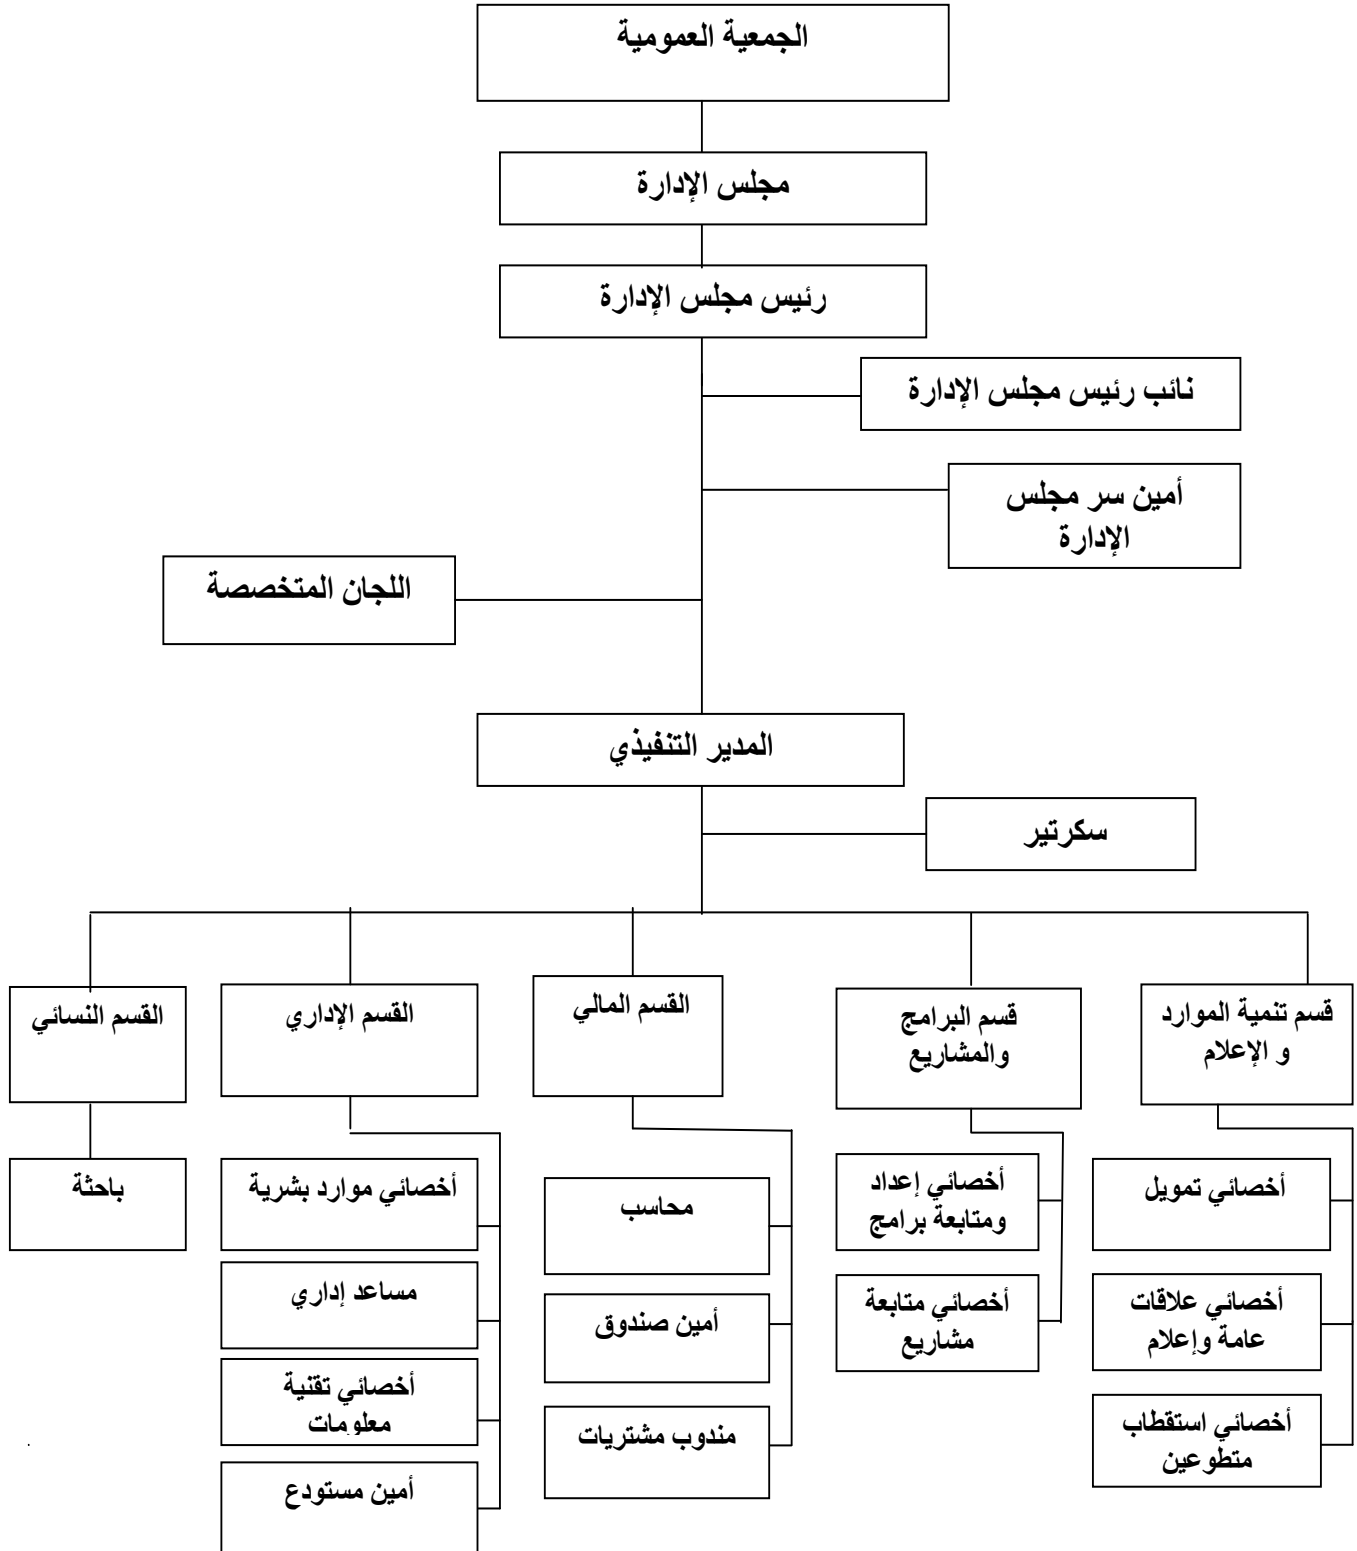 الجمعية العمومية
مجلس الإدارة
رئيس مجلس الإدارة
نائب رئيس مجلس الإدارة
أمين سر مجلس
الإدارة
اللجان المتخصصة
المدير التنفيذي
سكرتير
قسم تنمية الموارد
و الإعلام
قسم البرامج
والمشاريع
القسم المالي
القسم الإداري
القسم النسائي
أخصائي تمويل
أخصائي علاقات
عامة وإعلام
أخصائي استقطاب
متطوعين
أخصائي إعداد
ومتابعة برامج
أخصائي متابعة
مشاريع
محاسب
أمين صندوق
مندوب مشتريات
أخصائي موارد بشرية
مساعد إداري
أخصائي تقنية
معلومات
أمين مستودع
باحثة